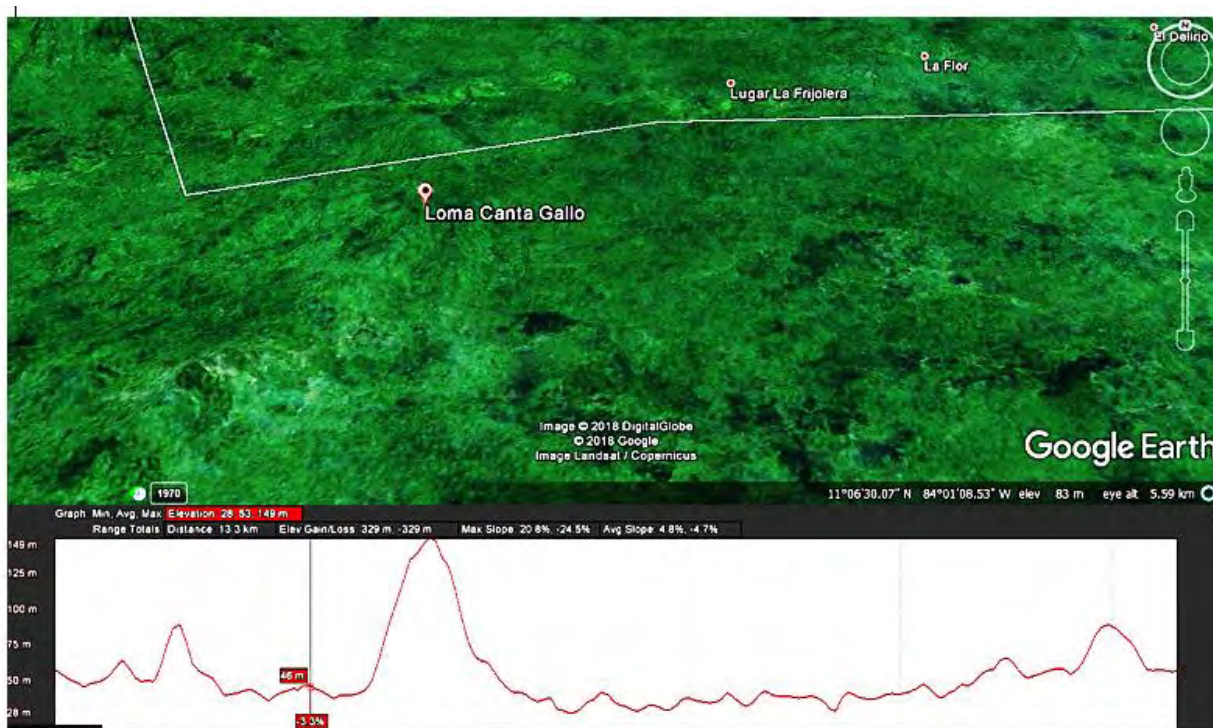 N
El Delirio
La Flor
Lugar La Frijolera
Loma Canta Gallo
Image © 2018 DigitalGlobe
© 2018 Google
Image Landsat / Copernicus
Google Earth
1970
11°06'30.07" N 84°01'08.53" W elev 83 m eye alt 5.59 km
Graph: Min, Avg, Max Elevation: 28, 53, 149 m
Range Totals: Distance: 13.3 km Elev Gain/Loss: 329 m, -329 m Max Slope: 20.8%, -24.5% Avg Slope: 4.8%, -4.7%
149 m
125 m
100 m
75 m
50 m
28 m
46 m
-3.3%